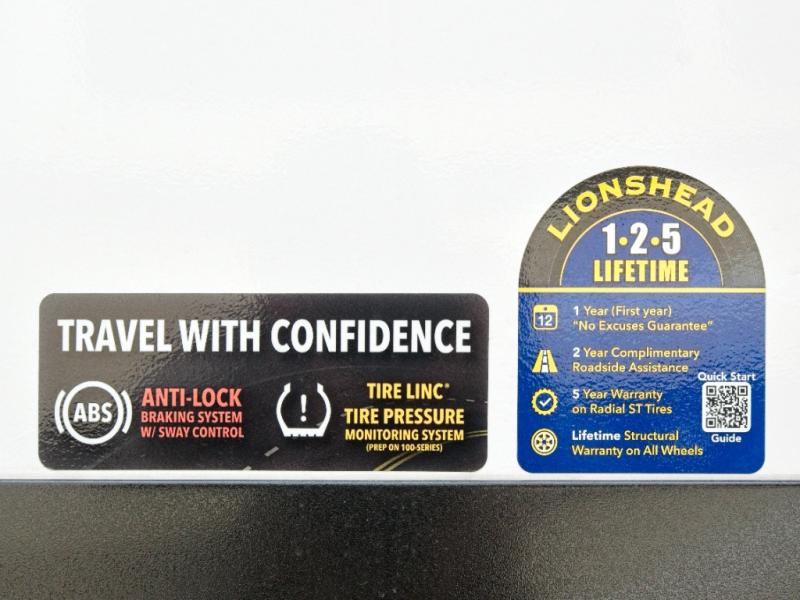 TRAVEL WITH CONFIDENCE
ABS
ANTI-LOCK
BRAKING SYSTEM
W/ SWAY CONTROL
!
TIRE LINC®
TIRE PRESSURE
MONITORING SYSTEM
(PREP ON 100-SERIES)
LIONSHEAD
1•2•5
LIFETIME
12
1 Year (First year)
"No Excuses Guarantee"
2 Year Complimentary
Roadside Assistance
5 Year Warranty
on Radial ST Tires
Lifetime Structural
Warranty on All Wheels
Quick Start
Guide